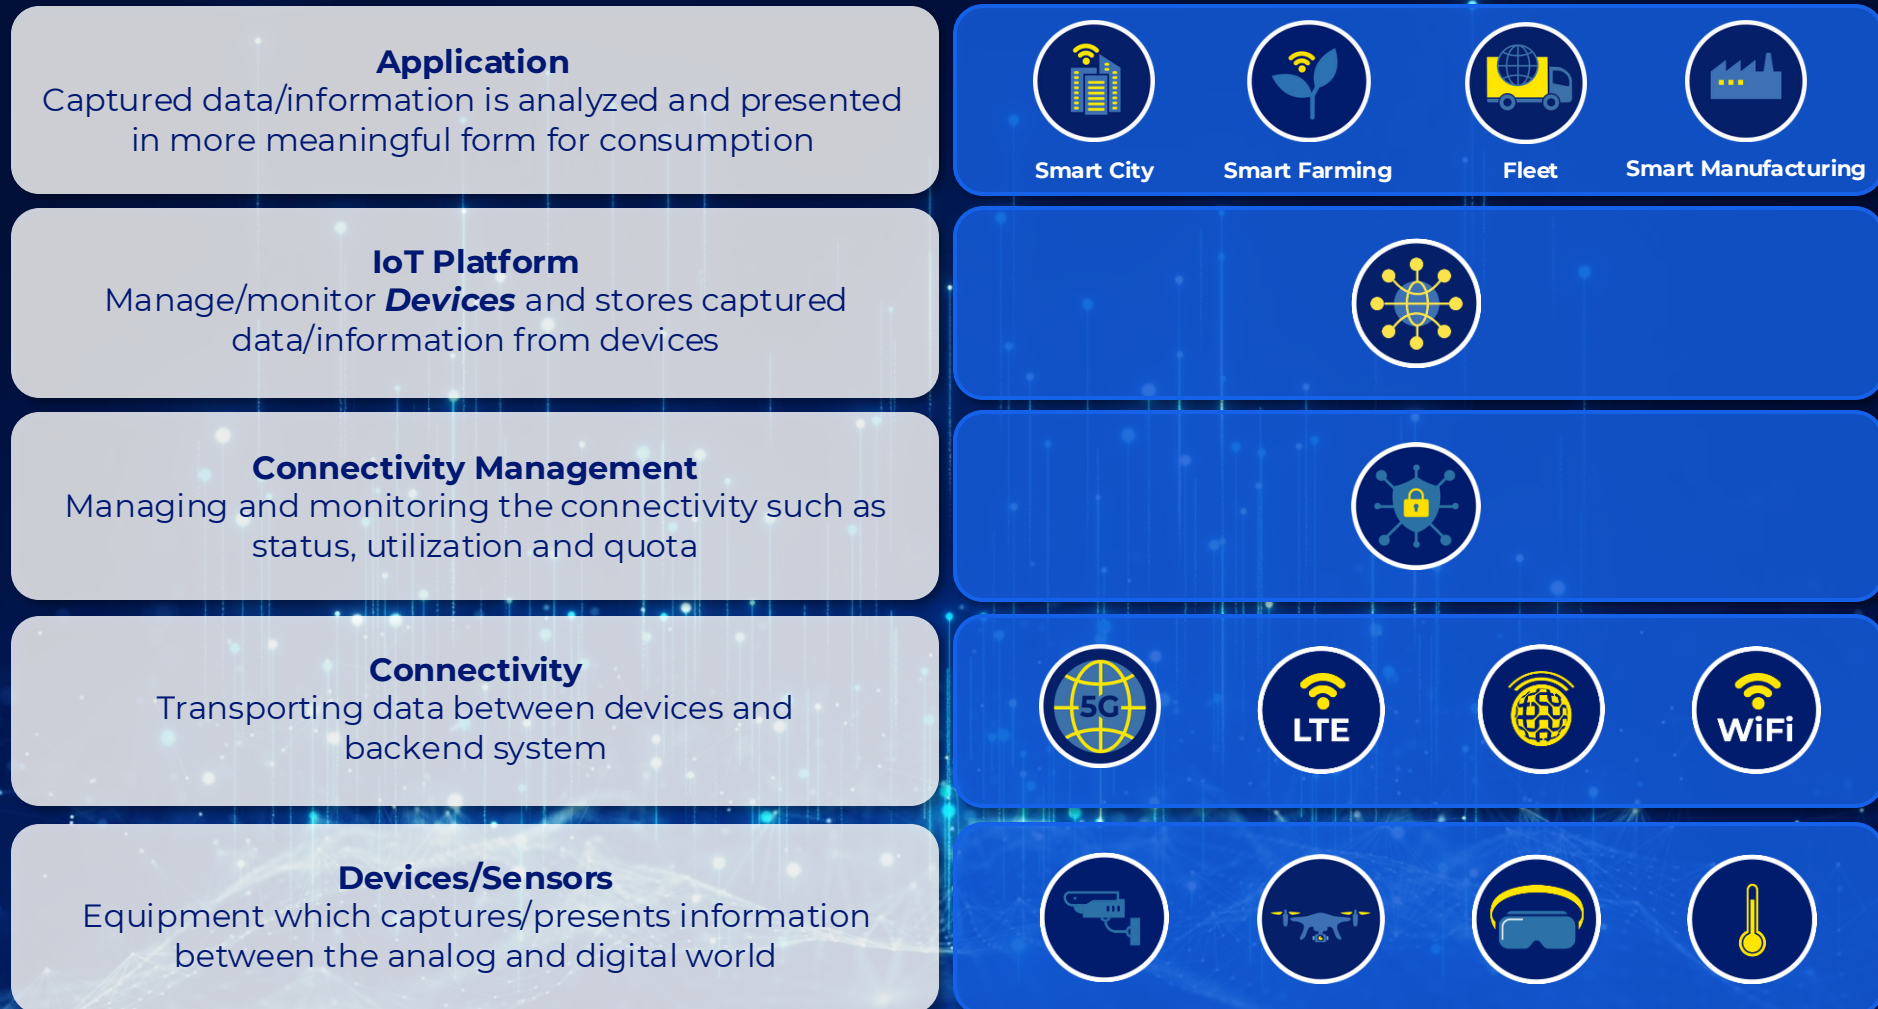 Application
Captured data/information is analyzed and presented
in more meaningful form for consumption
Smart City
Smart Farming
Fleet
Smart Manufacturing
IoT Platform
Manage/monitor Devices and stores captured
data/information from devices
Connectivity Management
Managing and monitoring the connectivity such as
status, utilization and quota
Connectivity
Transporting data between devices and
backend system
5G
LTE
WiFi
Devices/Sensors
Equipment which captures/presents information
between the analog and digital world